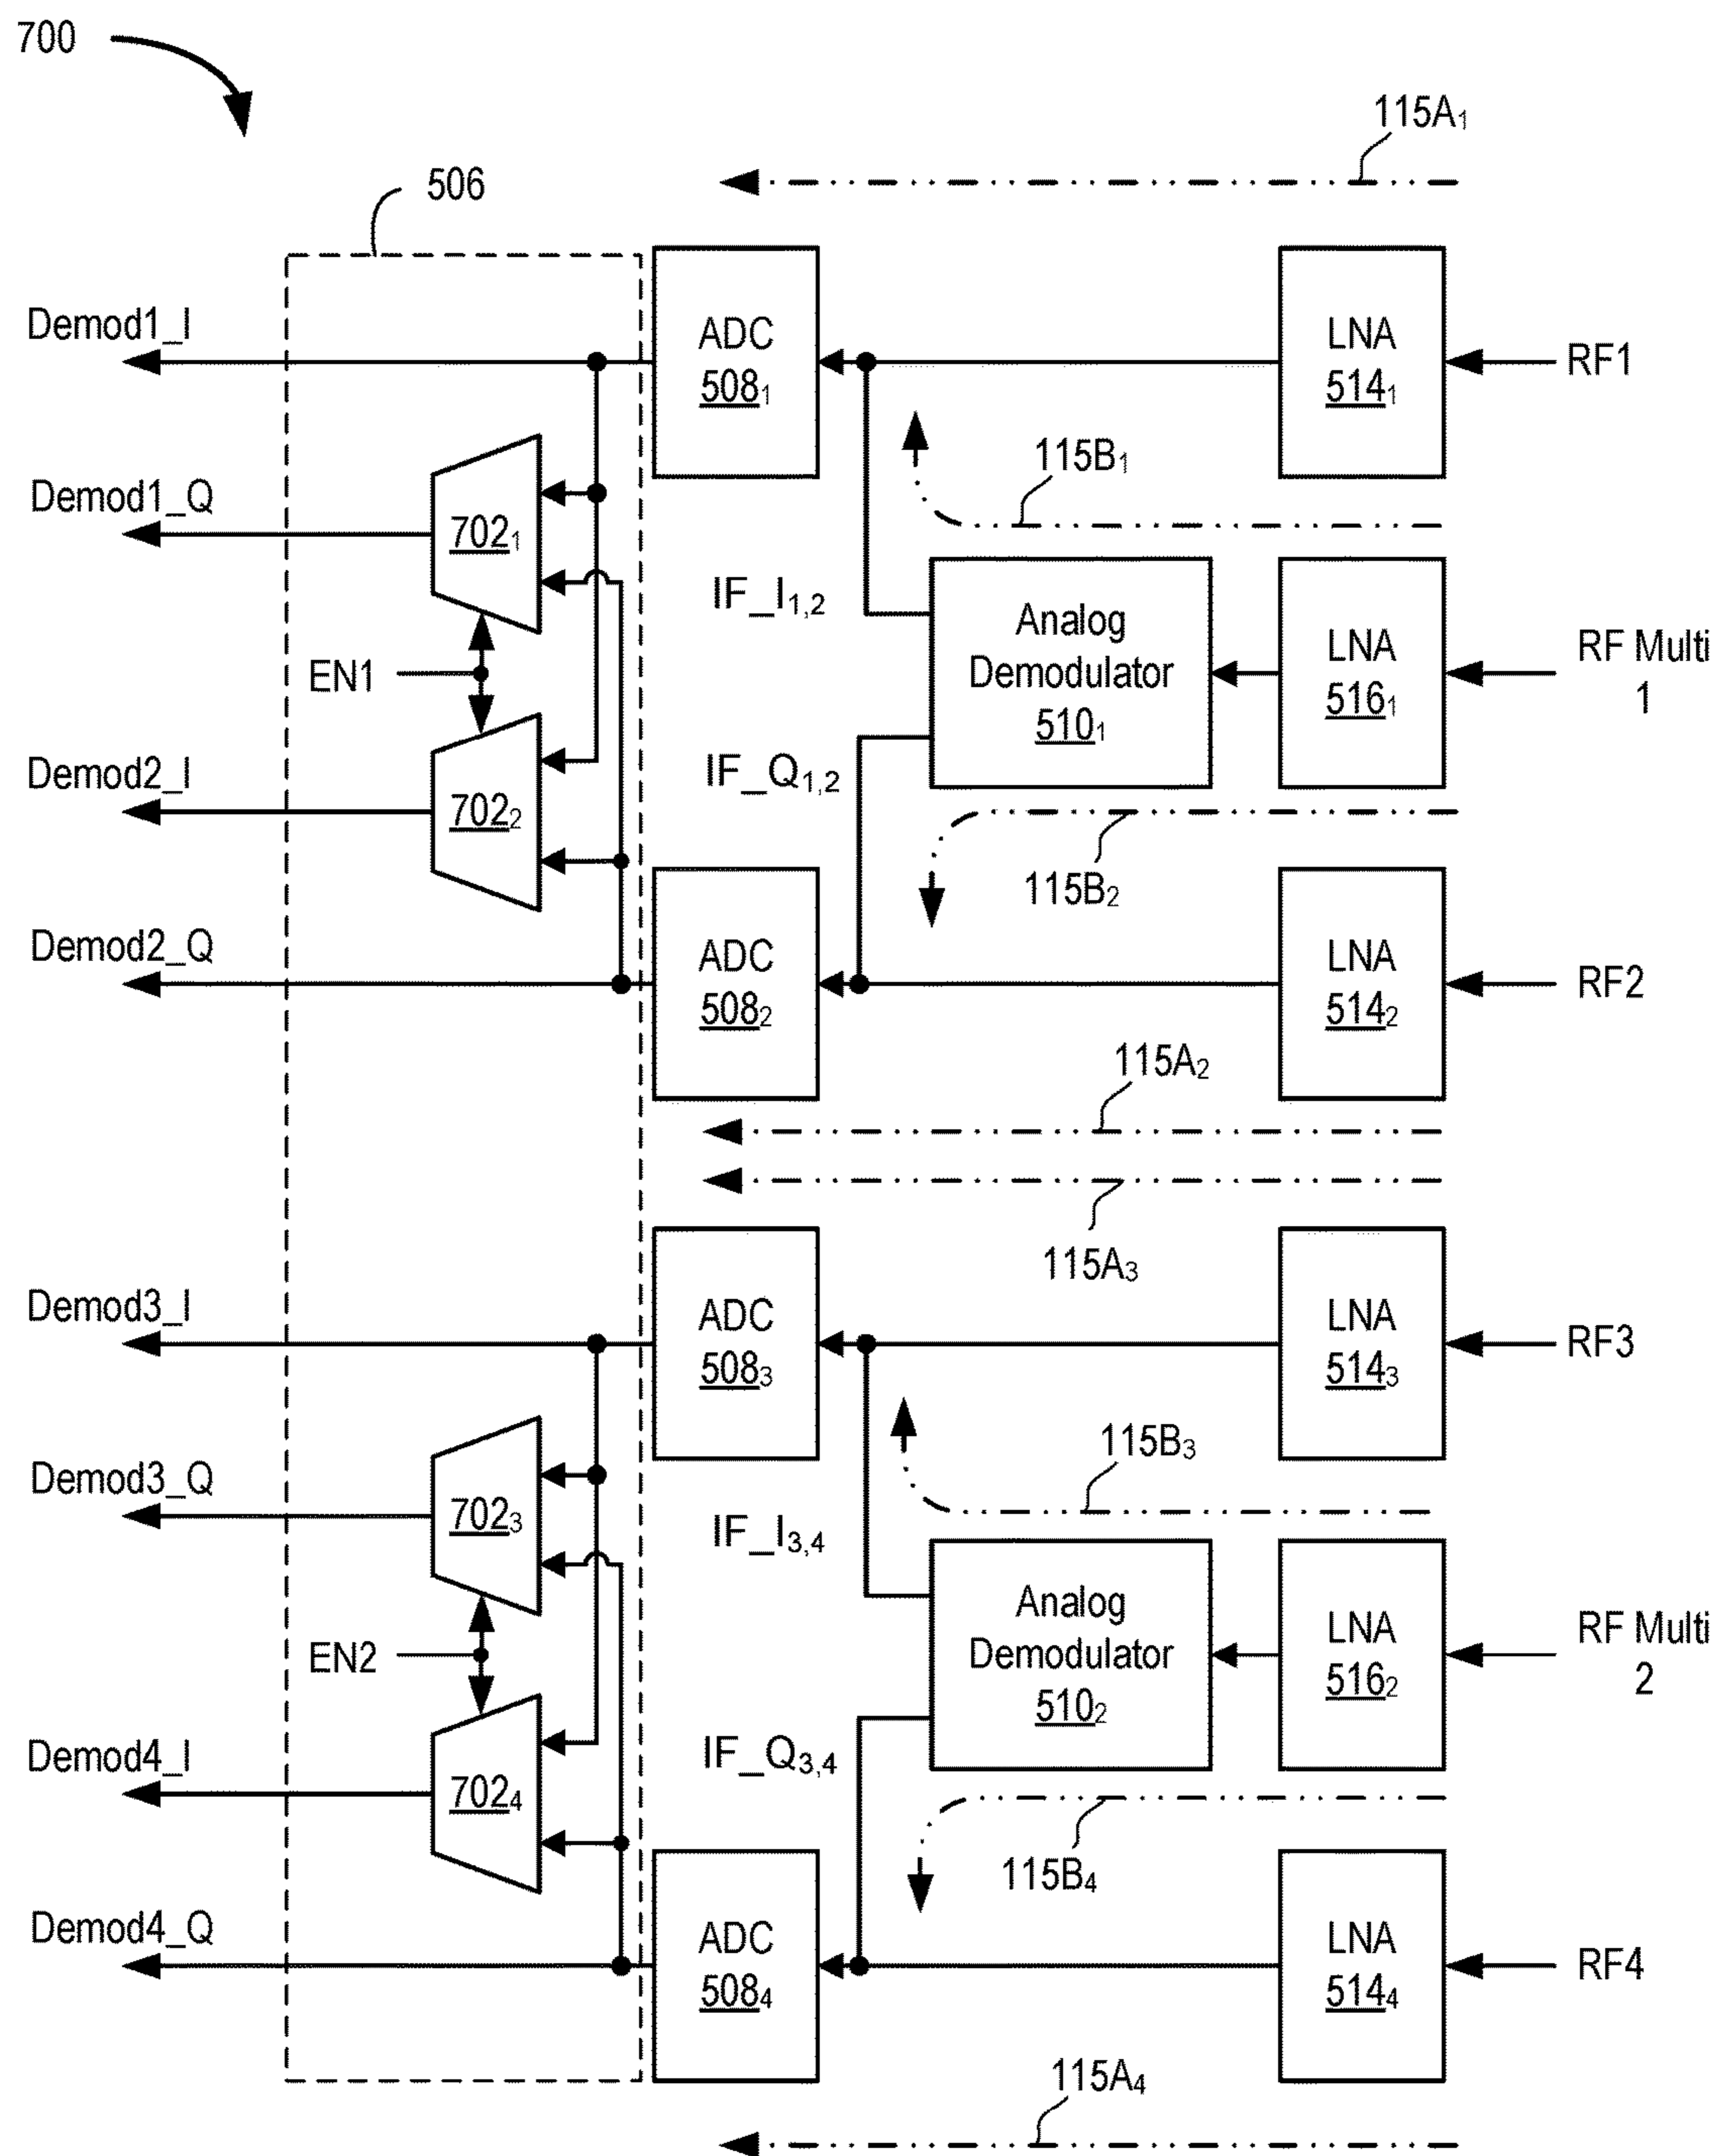 700
115A₁
506
Demod1_I
ADC
508₁
LNA
514₁
RF1
115B₁
Demod1_Q
702₁
IF_I₁,₂
EN1
Analog
Demodulator
510₁
LNA
516₁
RF Multi
1
Demod2_I
702₂
IF_Q₁,₂
115B₂
Demod2_Q
ADC
508₂
LNA
514₂
RF2
115A₂
115A₃
Demod3_I
ADC
508₃
LNA
514₃
RF3
115B₃
Demod3_Q
702₃
IF_I₃,₄
EN2
Analog
Demodulator
510₂
LNA
516₂
RF Multi
2
Demod4_I
702₄
IF_Q₃,₄
115B₄
Demod4_Q
ADC
508₄
LNA
514₄
RF4
115A₄